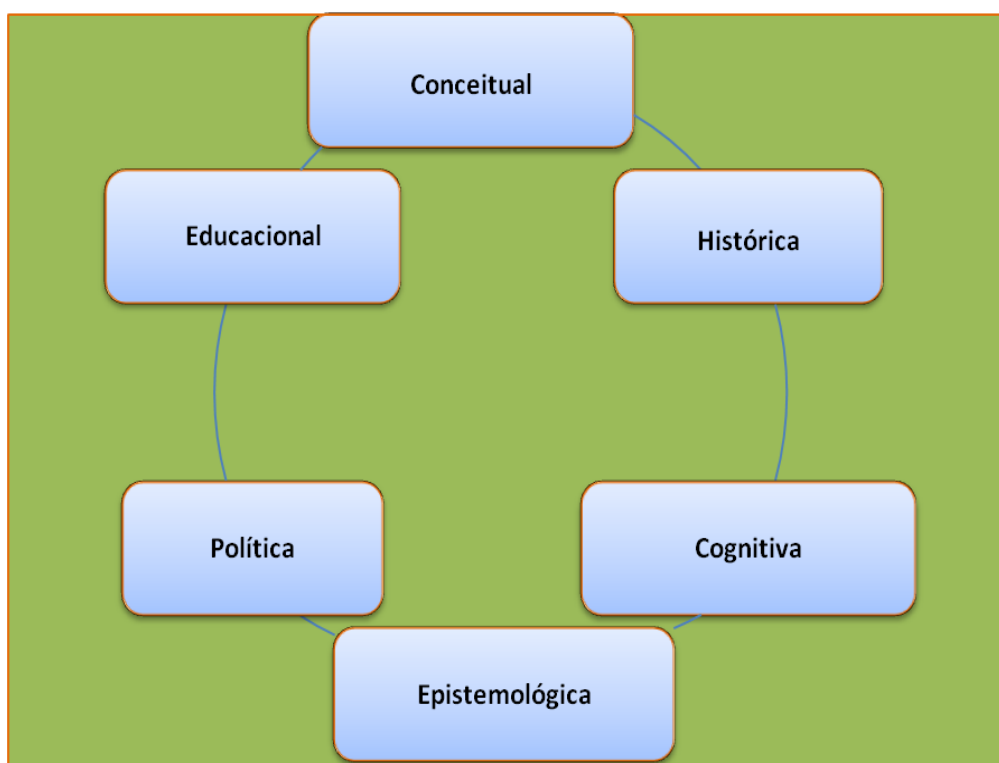 Conceitual
Educacional
Histórica
Política
Cognitiva
Epistemológica